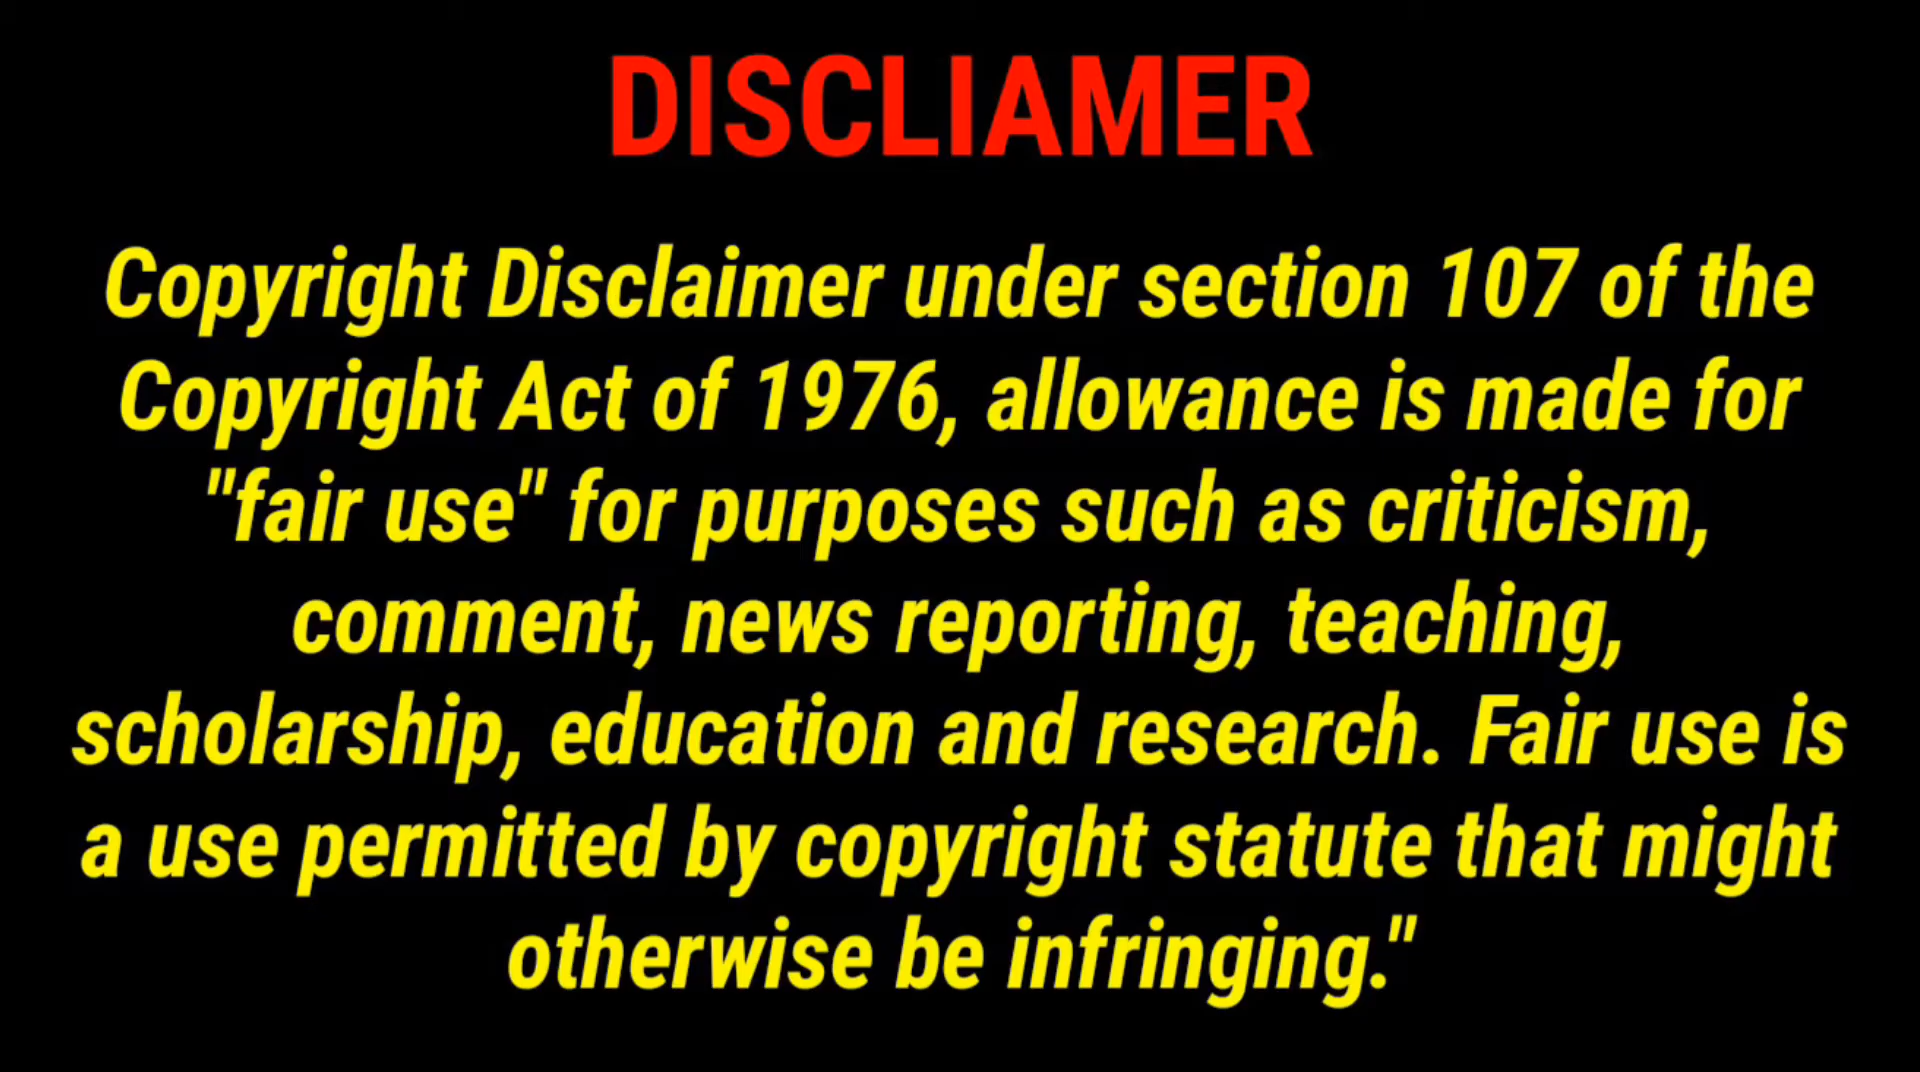 DISCLIAMER
Copyright Disclaimer under section 107 of the
Copyright Act of 1976, allowance is made for
"fair use" for purposes such as criticism,
comment, news reporting, teaching,
scholarship, education and research. Fair use is
a use permitted by copyright statute that might
otherwise be infringing."